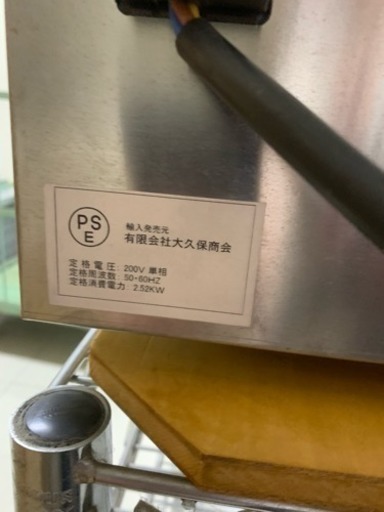 PS
E
輸入発売元
有限会社大久保商会
定格電圧: 200V 単相
定格周波数: 50・60HZ
定格消費電力: 2.52KW